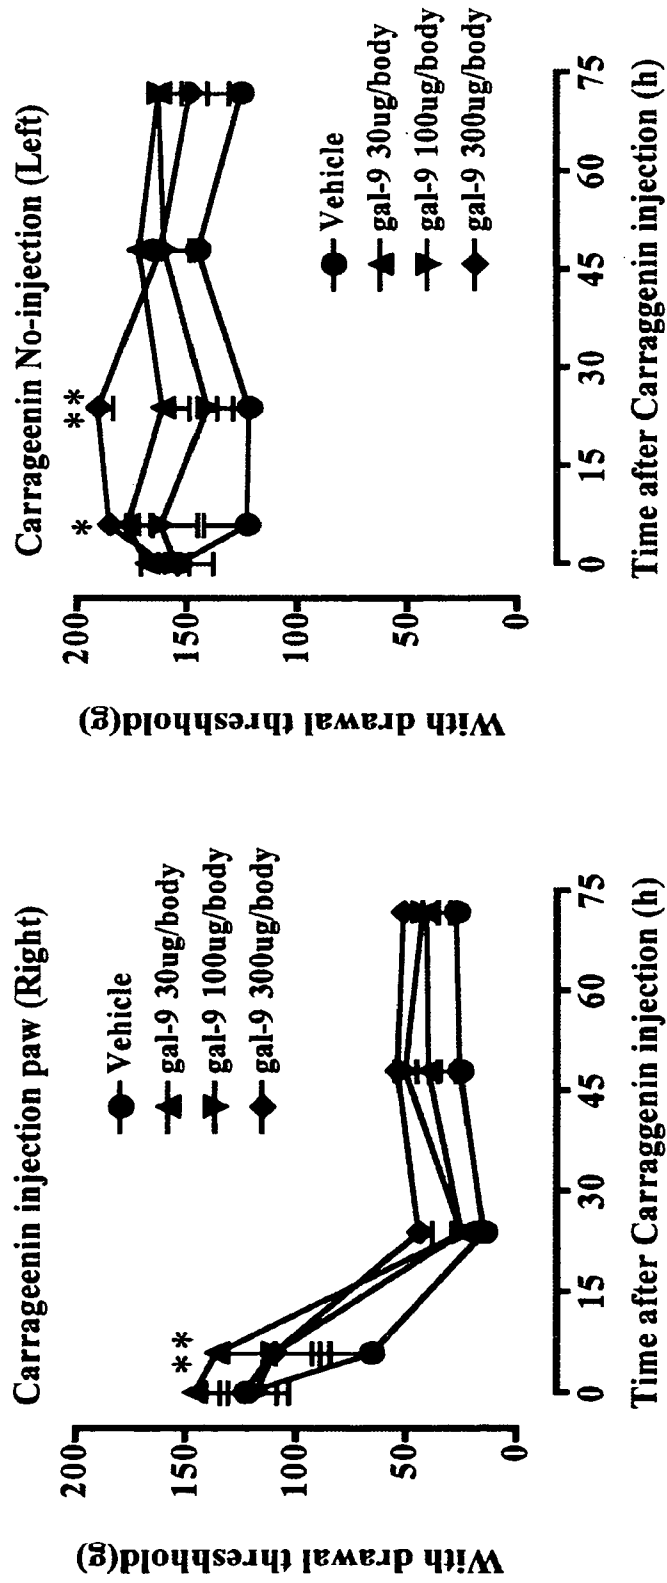 Carrageenin injection paw (Right)
With drawal threshhold(g)
200
150
100
50
0
**
Vehicle
gal-9 30ug/body
gal-9 100ug/body
gal-9 300ug/body
0 15 30 45 60 75
Time after Carraggenin injection (h)
Carrageenin No-injection (Left)
With drawal threshhold(g)
200
150
100
50
0
*
**
Vehicle
gal-9 30ug/body
gal-9 100ug/body
gal-9 300ug/body
0 15 30 45 60 75
Time after Carraggenin injection (h)